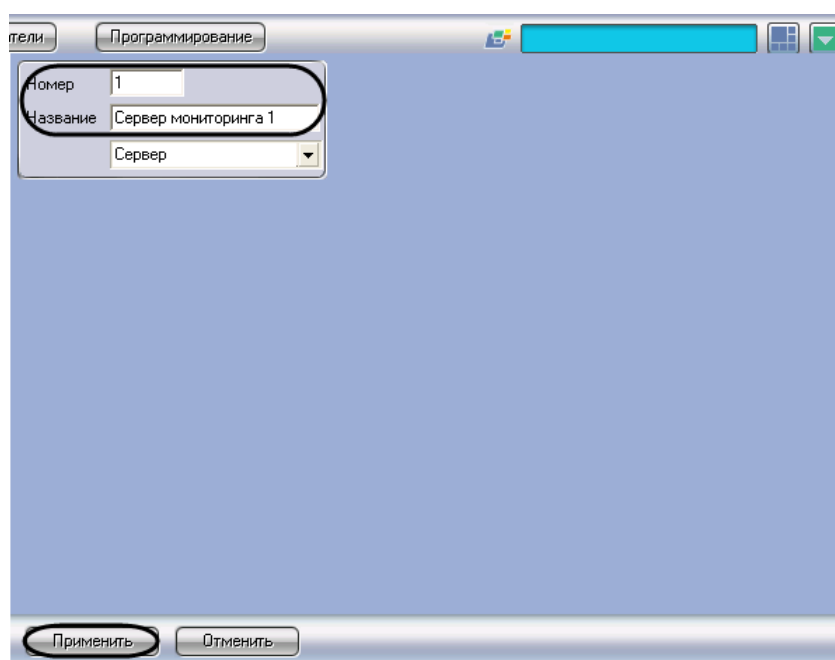 тели Программирование
Номер 1
Название Сервер мониторинга 1
Сервер
Применить Отменить